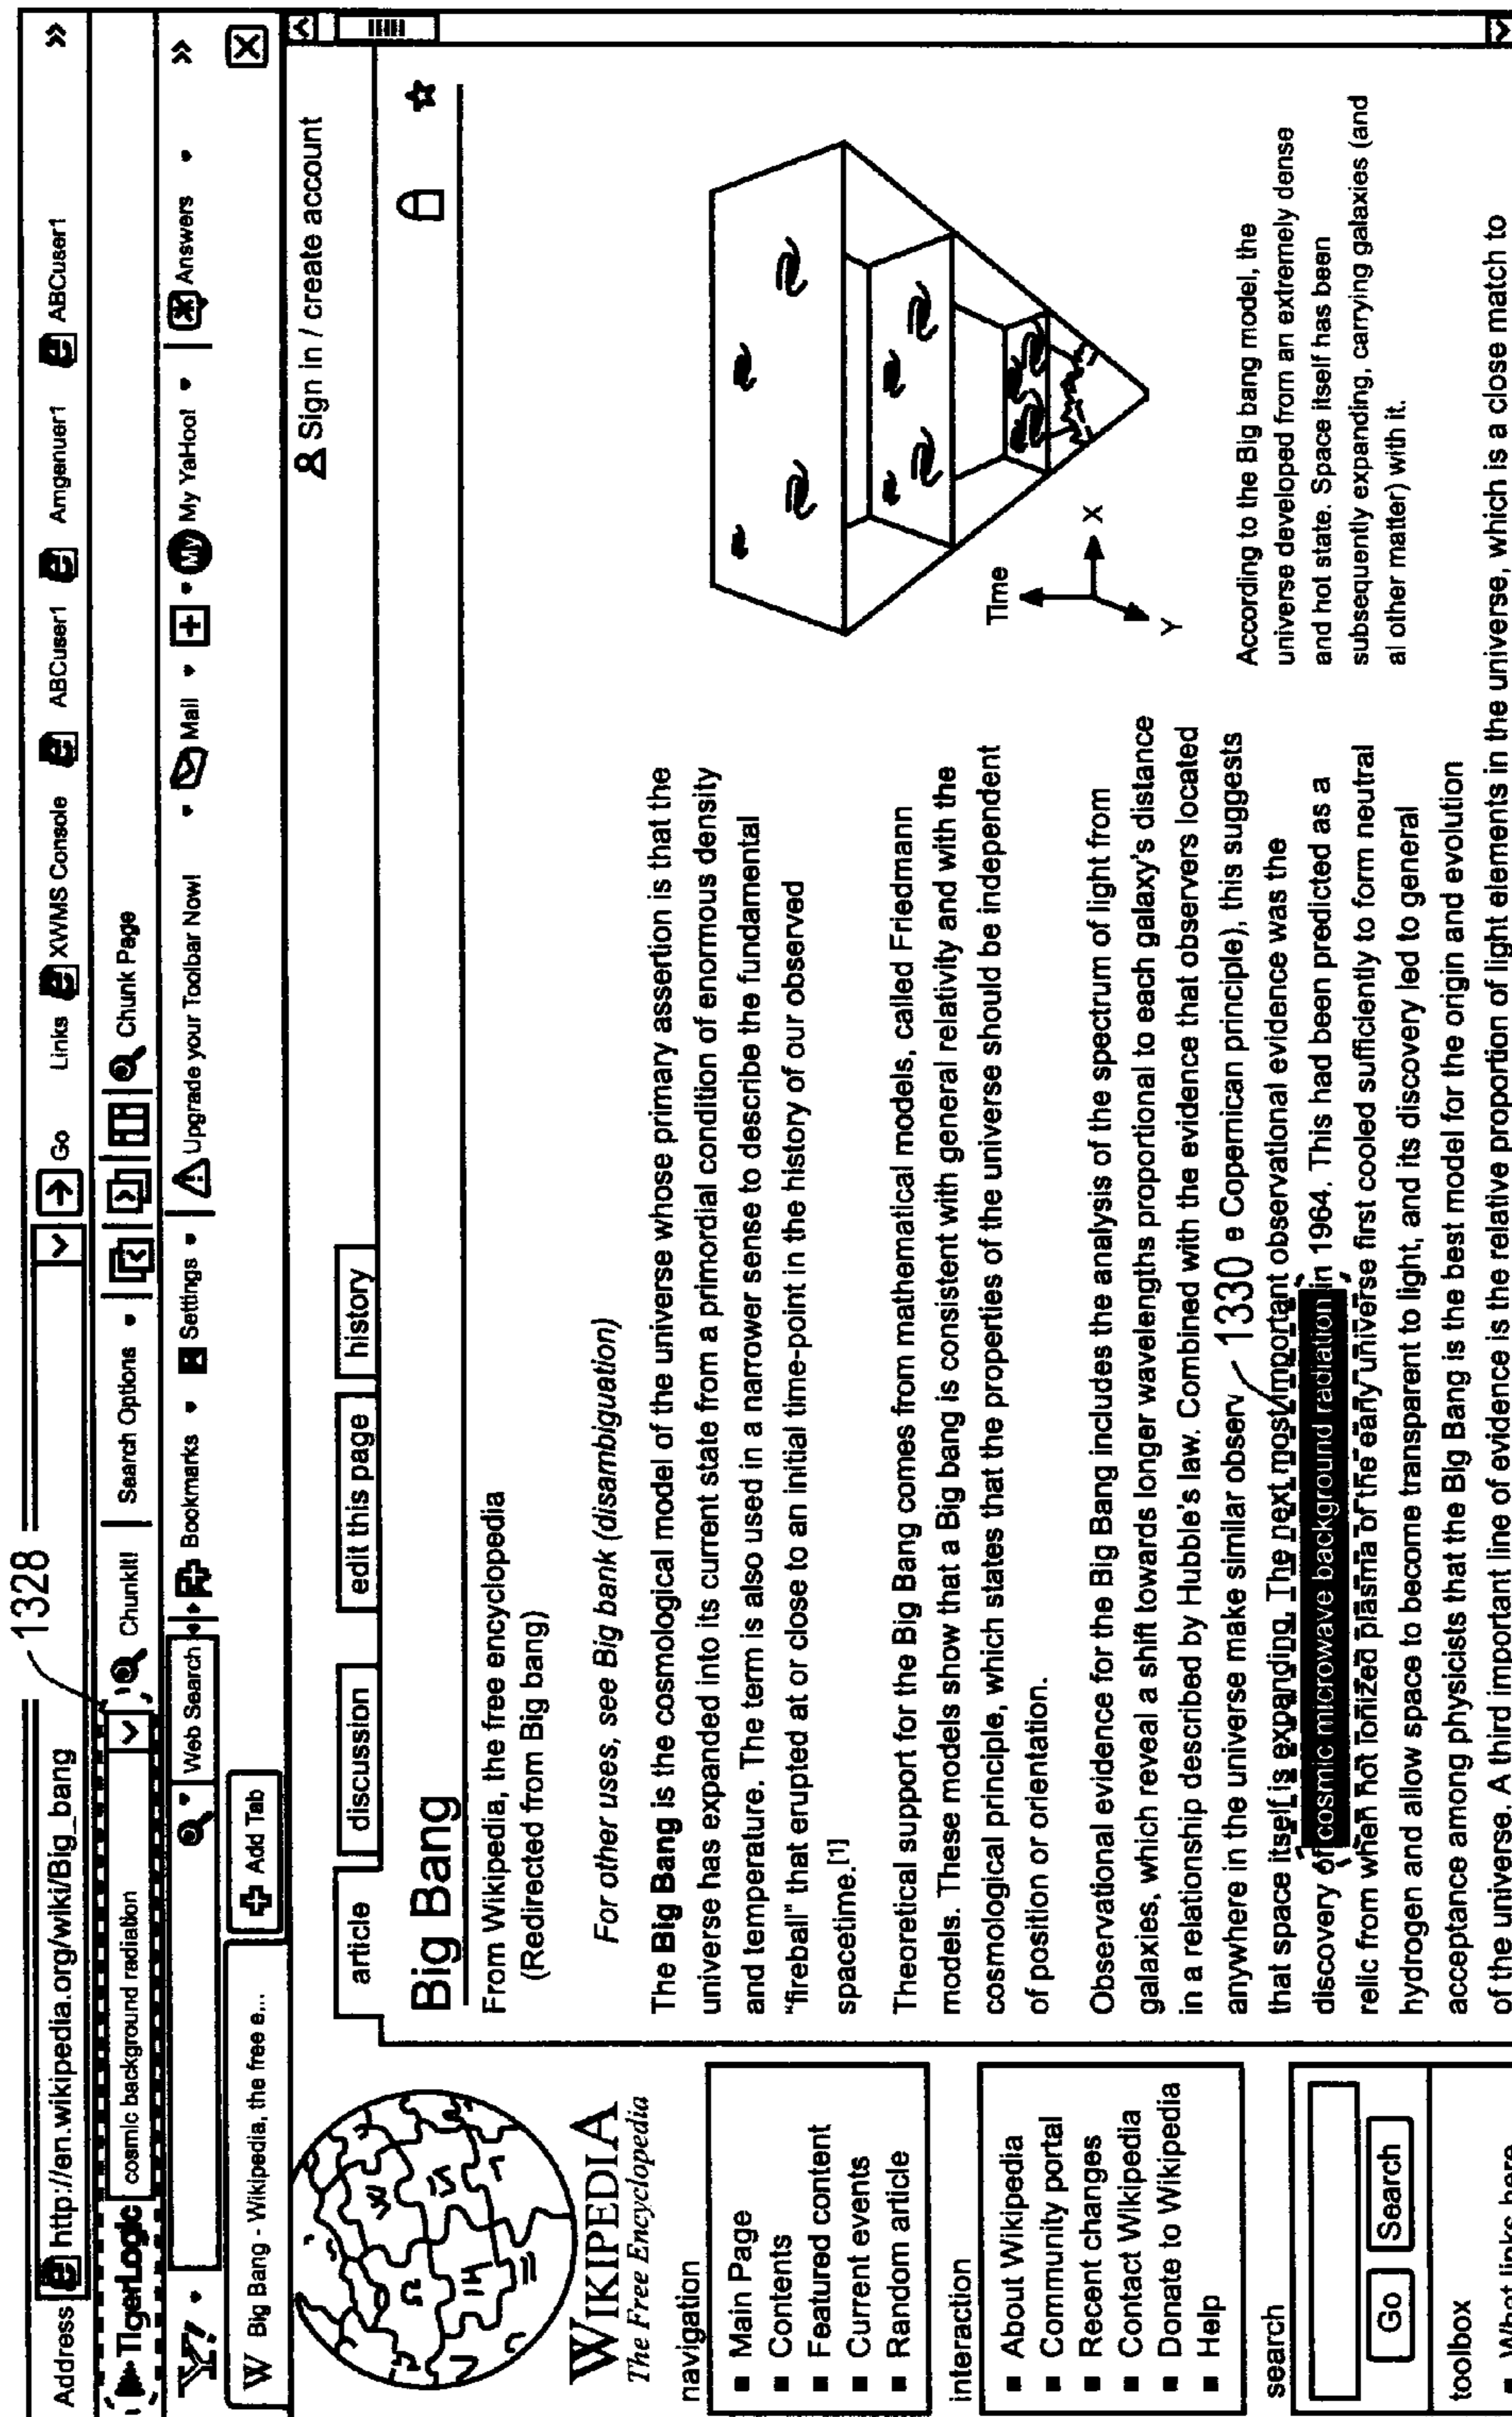 1328
Address http://en.wikipedia.org/wiki/Big_bang Go Links XWMS Console ABCuser1 Amgenuer1 ABCuser1 »
TigerLogic cosmic background radiation ChunkIt! Search Options Chunk Page
Y! Web Search Bookmarks Settings Upgrade your Toolbar Now! Mail My YaHoo! Answers »
W Big Bang - Wikipedia, the free e... Add Tab
Sign in / create account
article discussion edit this page history
WIKIPEDIA
The Free Encyclopedia
navigation
Main Page
Contents
Featured content
Current events
Random article
interaction
About Wikipedia
Community portal
Recent changes
Contact Wikipedia
Donate to Wikipedia
Help
search
Go Search
toolbox
What links here
Big Bang
From Wikipedia, the free encyclopedia
(Redirected from Big bang)
For other uses, see Big bank (disambiguation)
The Big Bang is the cosmological model of the universe whose primary assertion is that the
universe has expanded into its current state from a primordial condition of enormous density
and temperature. The term is also used in a narrower sense to describe the fundamental
"fireball" that erupted at or close to an initial time-point in the history of our observed
spacetime.[1]
Theoretical support for the Big Bang comes from mathematical models, called Friedmann
models. These models show that a Big bang is consistent with general relativity and with the
cosmological principle, which states that the properties of the universe should be independent
of position or orientation.
Observational evidence for the Big Bang includes the analysis of the spectrum of light from
galaxies, which reveal a shift towards longer wavelengths proportional to each galaxy's distance
in a relationship described by Hubble's law. Combined with the evidence that observers located
anywhere in the universe make similar observ 1330 e Copernican principle), this suggests
that space itself is expanding. The next most important observational evidence was the
discovery of cosmic microwave background radiation in 1964. This had been predicted as a
relic from when hot ionized plasma of the early universe first cooled sufficiently to form neutral
hydrogen and allow space to become transparent to light, and its discovery led to general
acceptance among physicists that the Big Bang is the best model for the origin and evolution
of the universe. A third important line of evidence is the relative proportion of light elements in the universe, which is a close match to
Time
X
Y
According to the Big bang model, the
universe developed from an extremely dense
and hot state. Space itself has been
subsequently expanding, carrying galaxies (and
al other matter) with it.